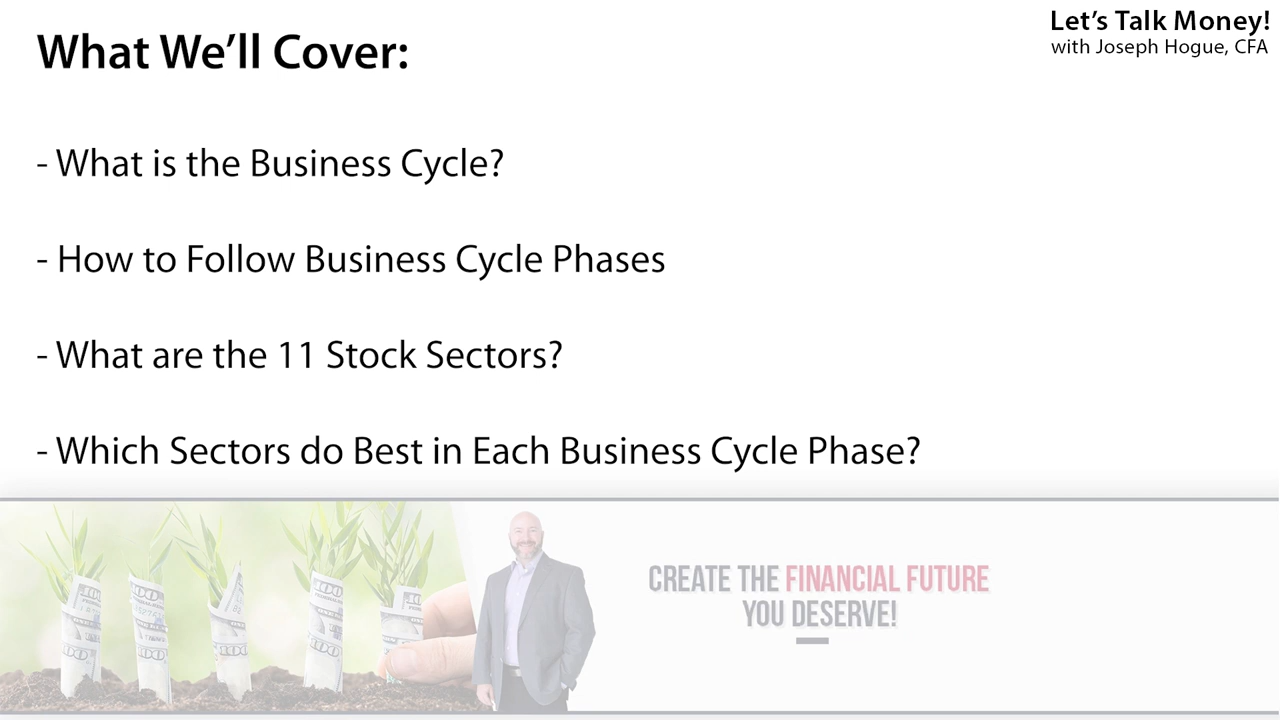 What We’ll Cover:
Let’s Talk Money!
with Joseph Hogue, CFA
- What is the Business Cycle?
- How to Follow Business Cycle Phases
- What are the 11 Stock Sectors?
- Which Sectors do Best in Each Business Cycle Phase?
CREATE THE FINANCIAL FUTURE
YOU DESERVE!